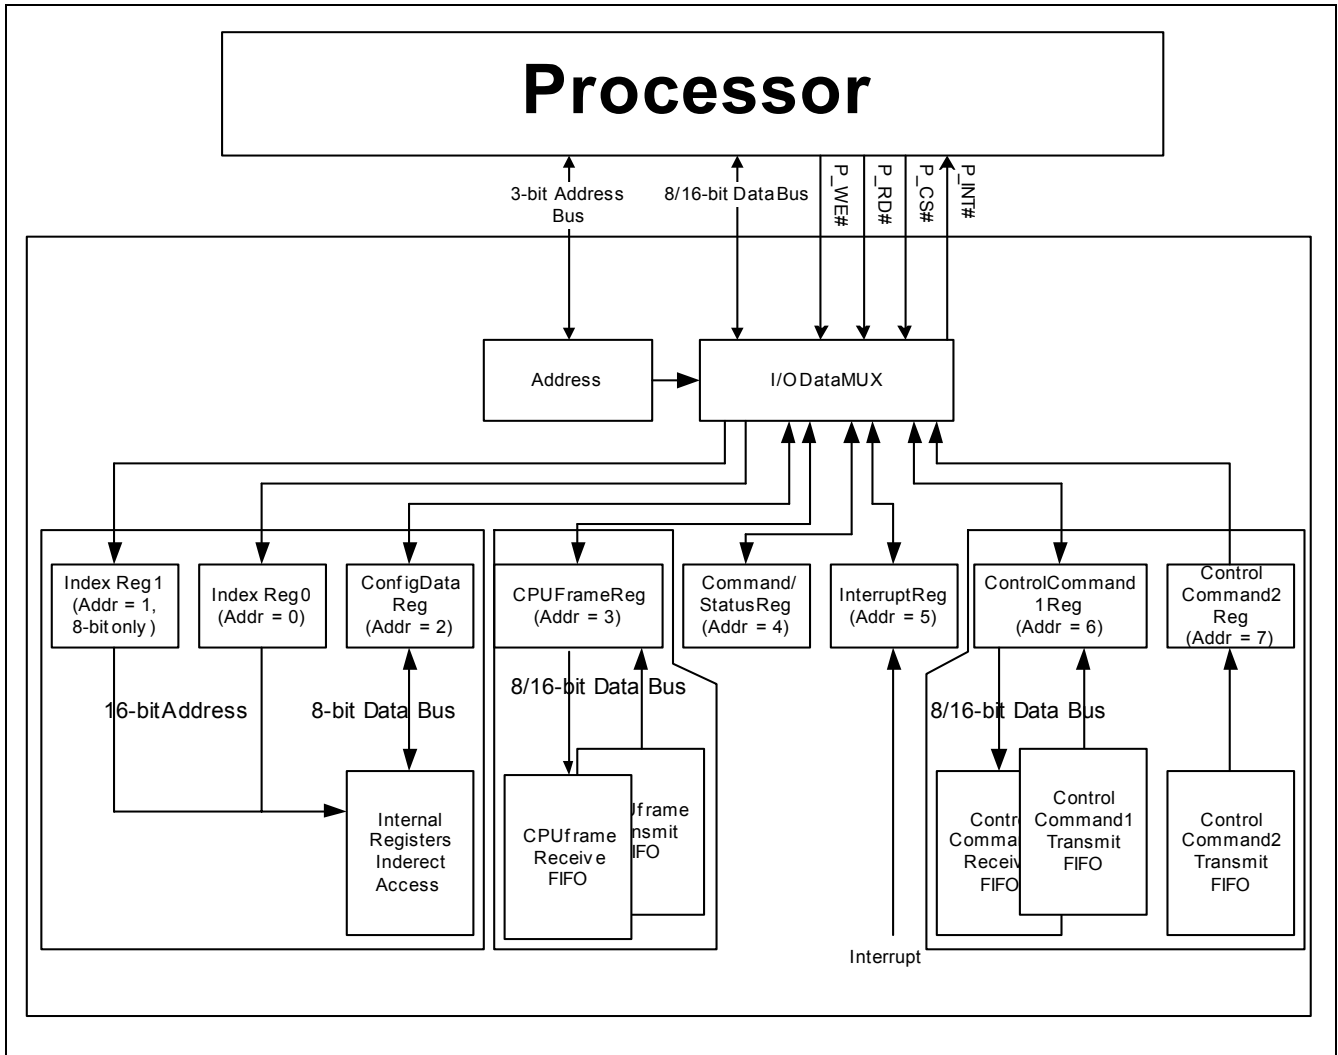 Processor
3-bit Address
Bus
8/16-bit DataBus
P_WE#
P_RD#
P_CS#
P_INT#
Address
I/O DataMUX
Index Reg1
(Addr = 1,
8-bit only)
Index Reg0
(Addr = 0)
ConfigData
Reg
(Addr = 2)
CPUFrameReg
(Addr = 3)
Command/
StatusReg
(Addr = 4)
InterruptReg
(Addr = 5)
ControlCommand
1Reg
(Addr = 6)
Control
Command2
Reg
(Addr = 7)
16-bitAddress
8-bit Data Bus
8/16-bit Data Bus
8/16-bit Data Bus
Internal
Registers
Inderect
Access
CPUframe
Receive
FIFO
Control
Command1
Transmit
FIFO
FIFO
Control
Command2
Transmit
FIFO
Interrupt